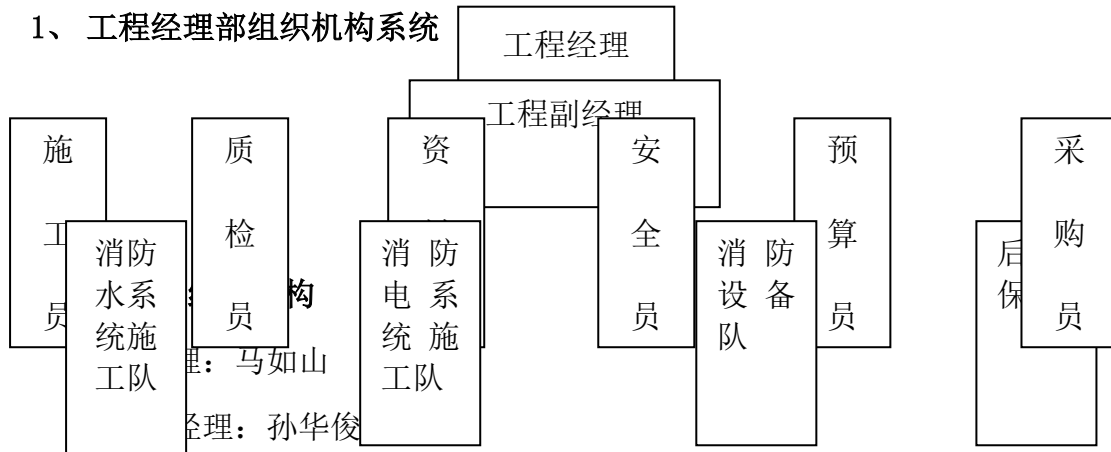 1、 工程经理部组织机构系统
工程经理
工程副经理
施工员
质检员
资
安全员
预算员
采购员
消防
水系
统施
工队
消 防
电 系
统 施
工队
消 防
设 备
队
后
保
构
理：马如山
经理：孙华俊